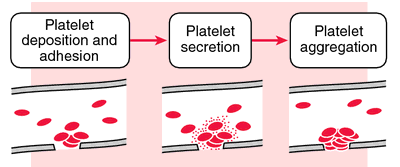 Platelet
deposition and
adhesion
Platelet
secretion
Platelet
aggregation